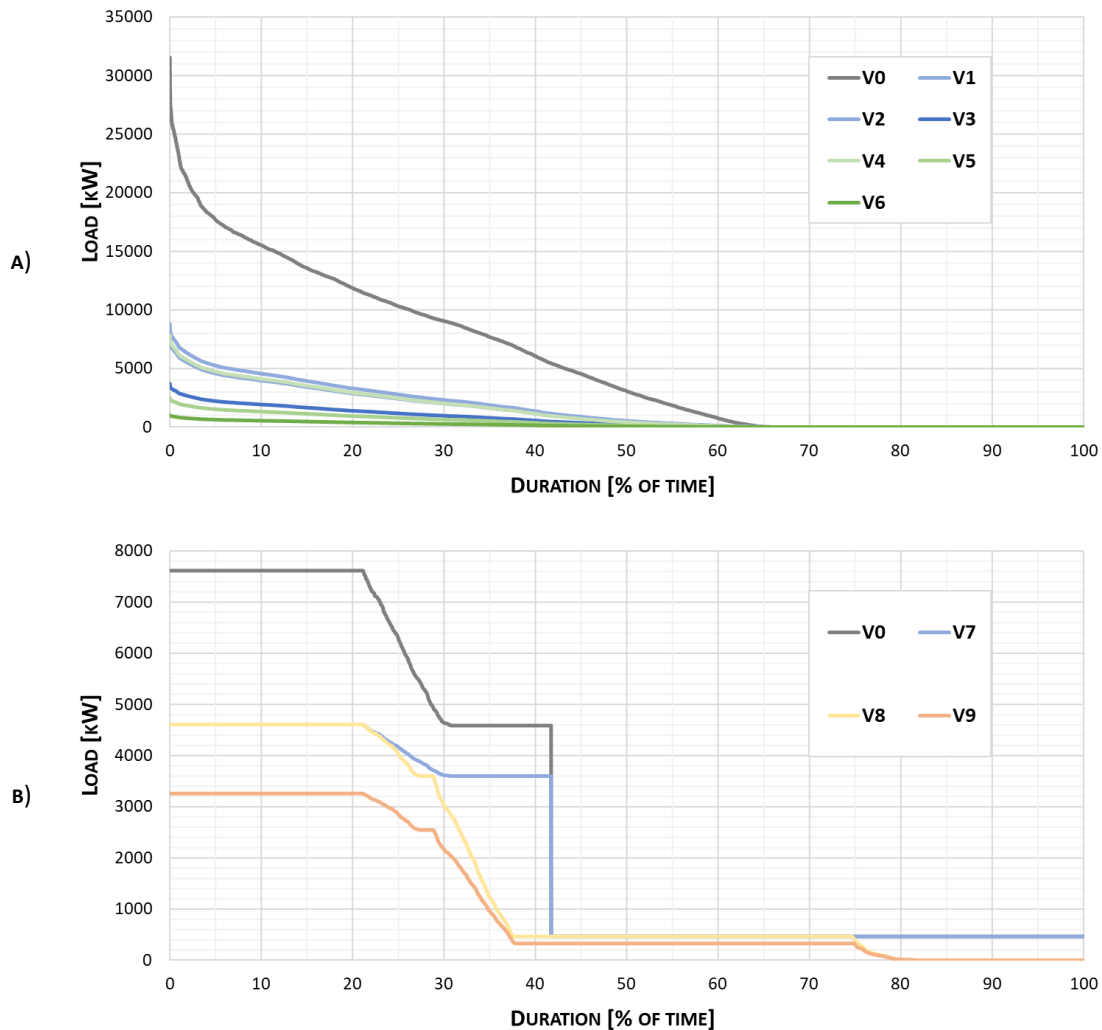 35000
30000
25000
20000
15000
10000
5000
0
LOAD [KW]
A)
V0 V1
V2 V3
V4 V5
V6
0 10 20 30 40 50 60 70 80 90 100
DURATION [% OF TIME]
8000
7000
6000
5000
4000
3000
2000
1000
0
LOAD [KW]
B)
V0 V7
V8 V9
0 10 20 30 40 50 60 70 80 90 100
DURATION [% OF TIME]